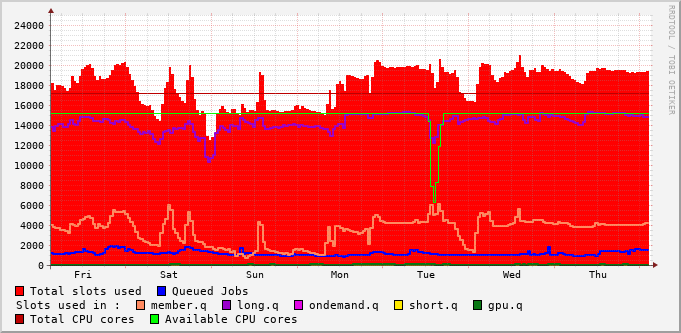 RRDTOOL / TOBI OETIKER
24000
22000
20000
18000
16000
14000
12000
10000
8000
6000
4000
2000
0
Fri Sat Sun Mon Tue Wed Thu
Total slots used Queued Jobs
Slots used in : member.q long.q ondemand.q short.q gpu.q
Total CPU cores Available CPU cores